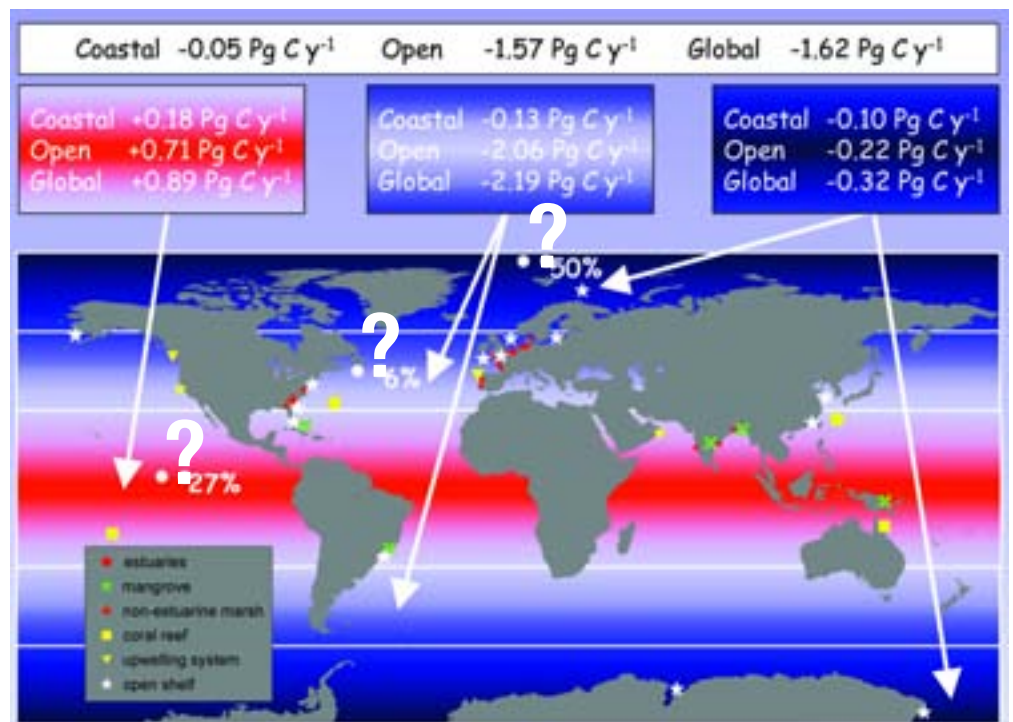 Coastal -0.05 Pg C y-1 Open -1.57 Pg C y-1 Global -1.62 Pg C y-1
Coastal +0.18 Pg C y-1
Open +0.71 Pg C y-1
Global +0.89 Pg C y-1
Coastal -0.13 Pg C y-1
Open -2.06 Pg C y-1
Global -2.19 Pg C y-1
Coastal -0.10 Pg C y-1
Open -0.22 Pg C y-1
Global -0.32 Pg C y-1
?
50%
?
6%
?
27%
estuaries
mangrove
non-estuarine marsh
coral reef
upwelling system
open shelf